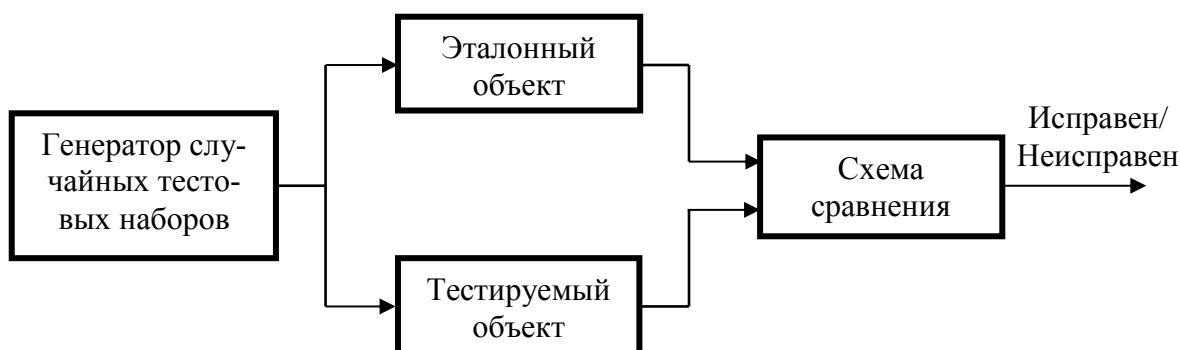 Эталонный
объект
Генератор слу-
чайных тесто-
вых наборов
Исправен/
Неисправен
Схема
сравнения
Тестируемый
объект